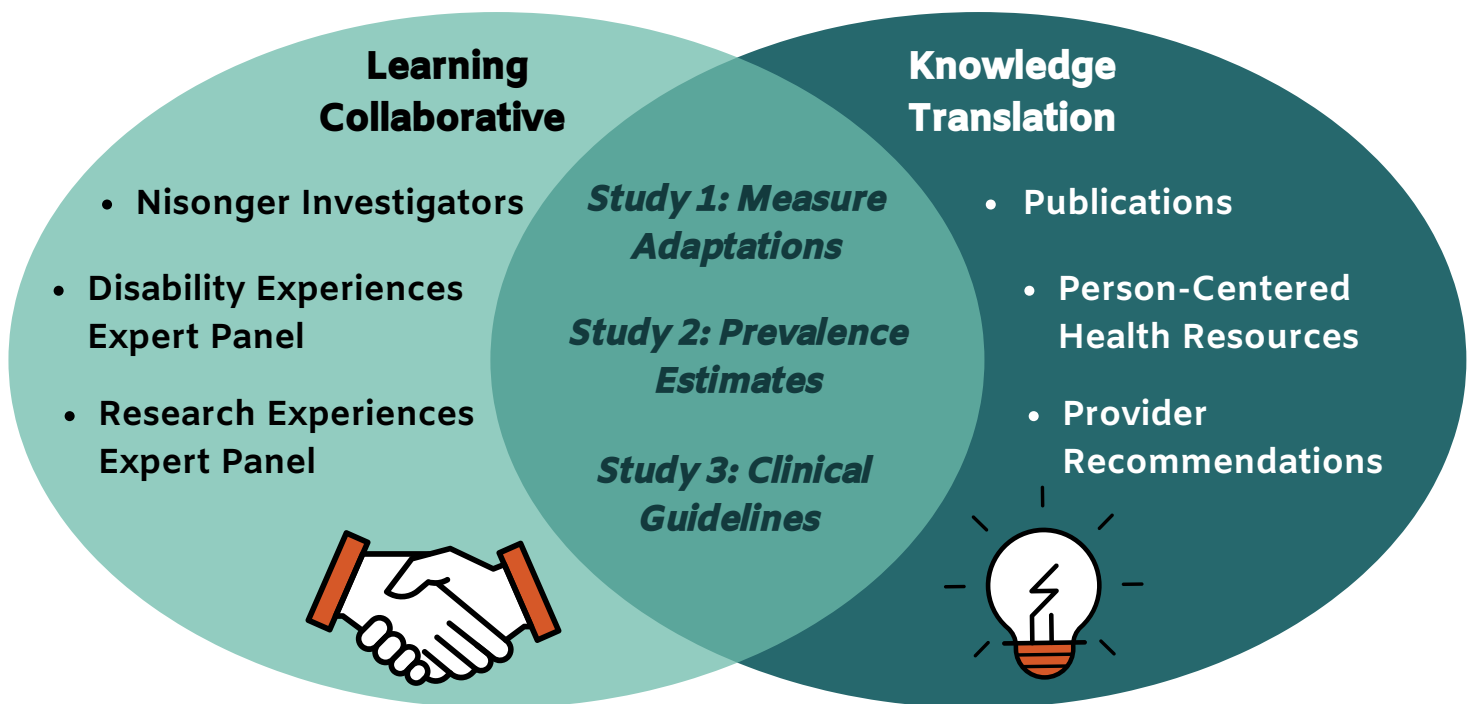 Learning
Collaborative
• Nisonger Investigators
• Disability Experiences
Expert Panel
• Research Experiences
Expert Panel
Study 1: Measure
Adaptations
Study 2: Prevalence
Estimates
Study 3: Clinical
Guidelines
Knowledge
Translation
• Publications
• Person-Centered
Health Resources
• Provider
Recommendations